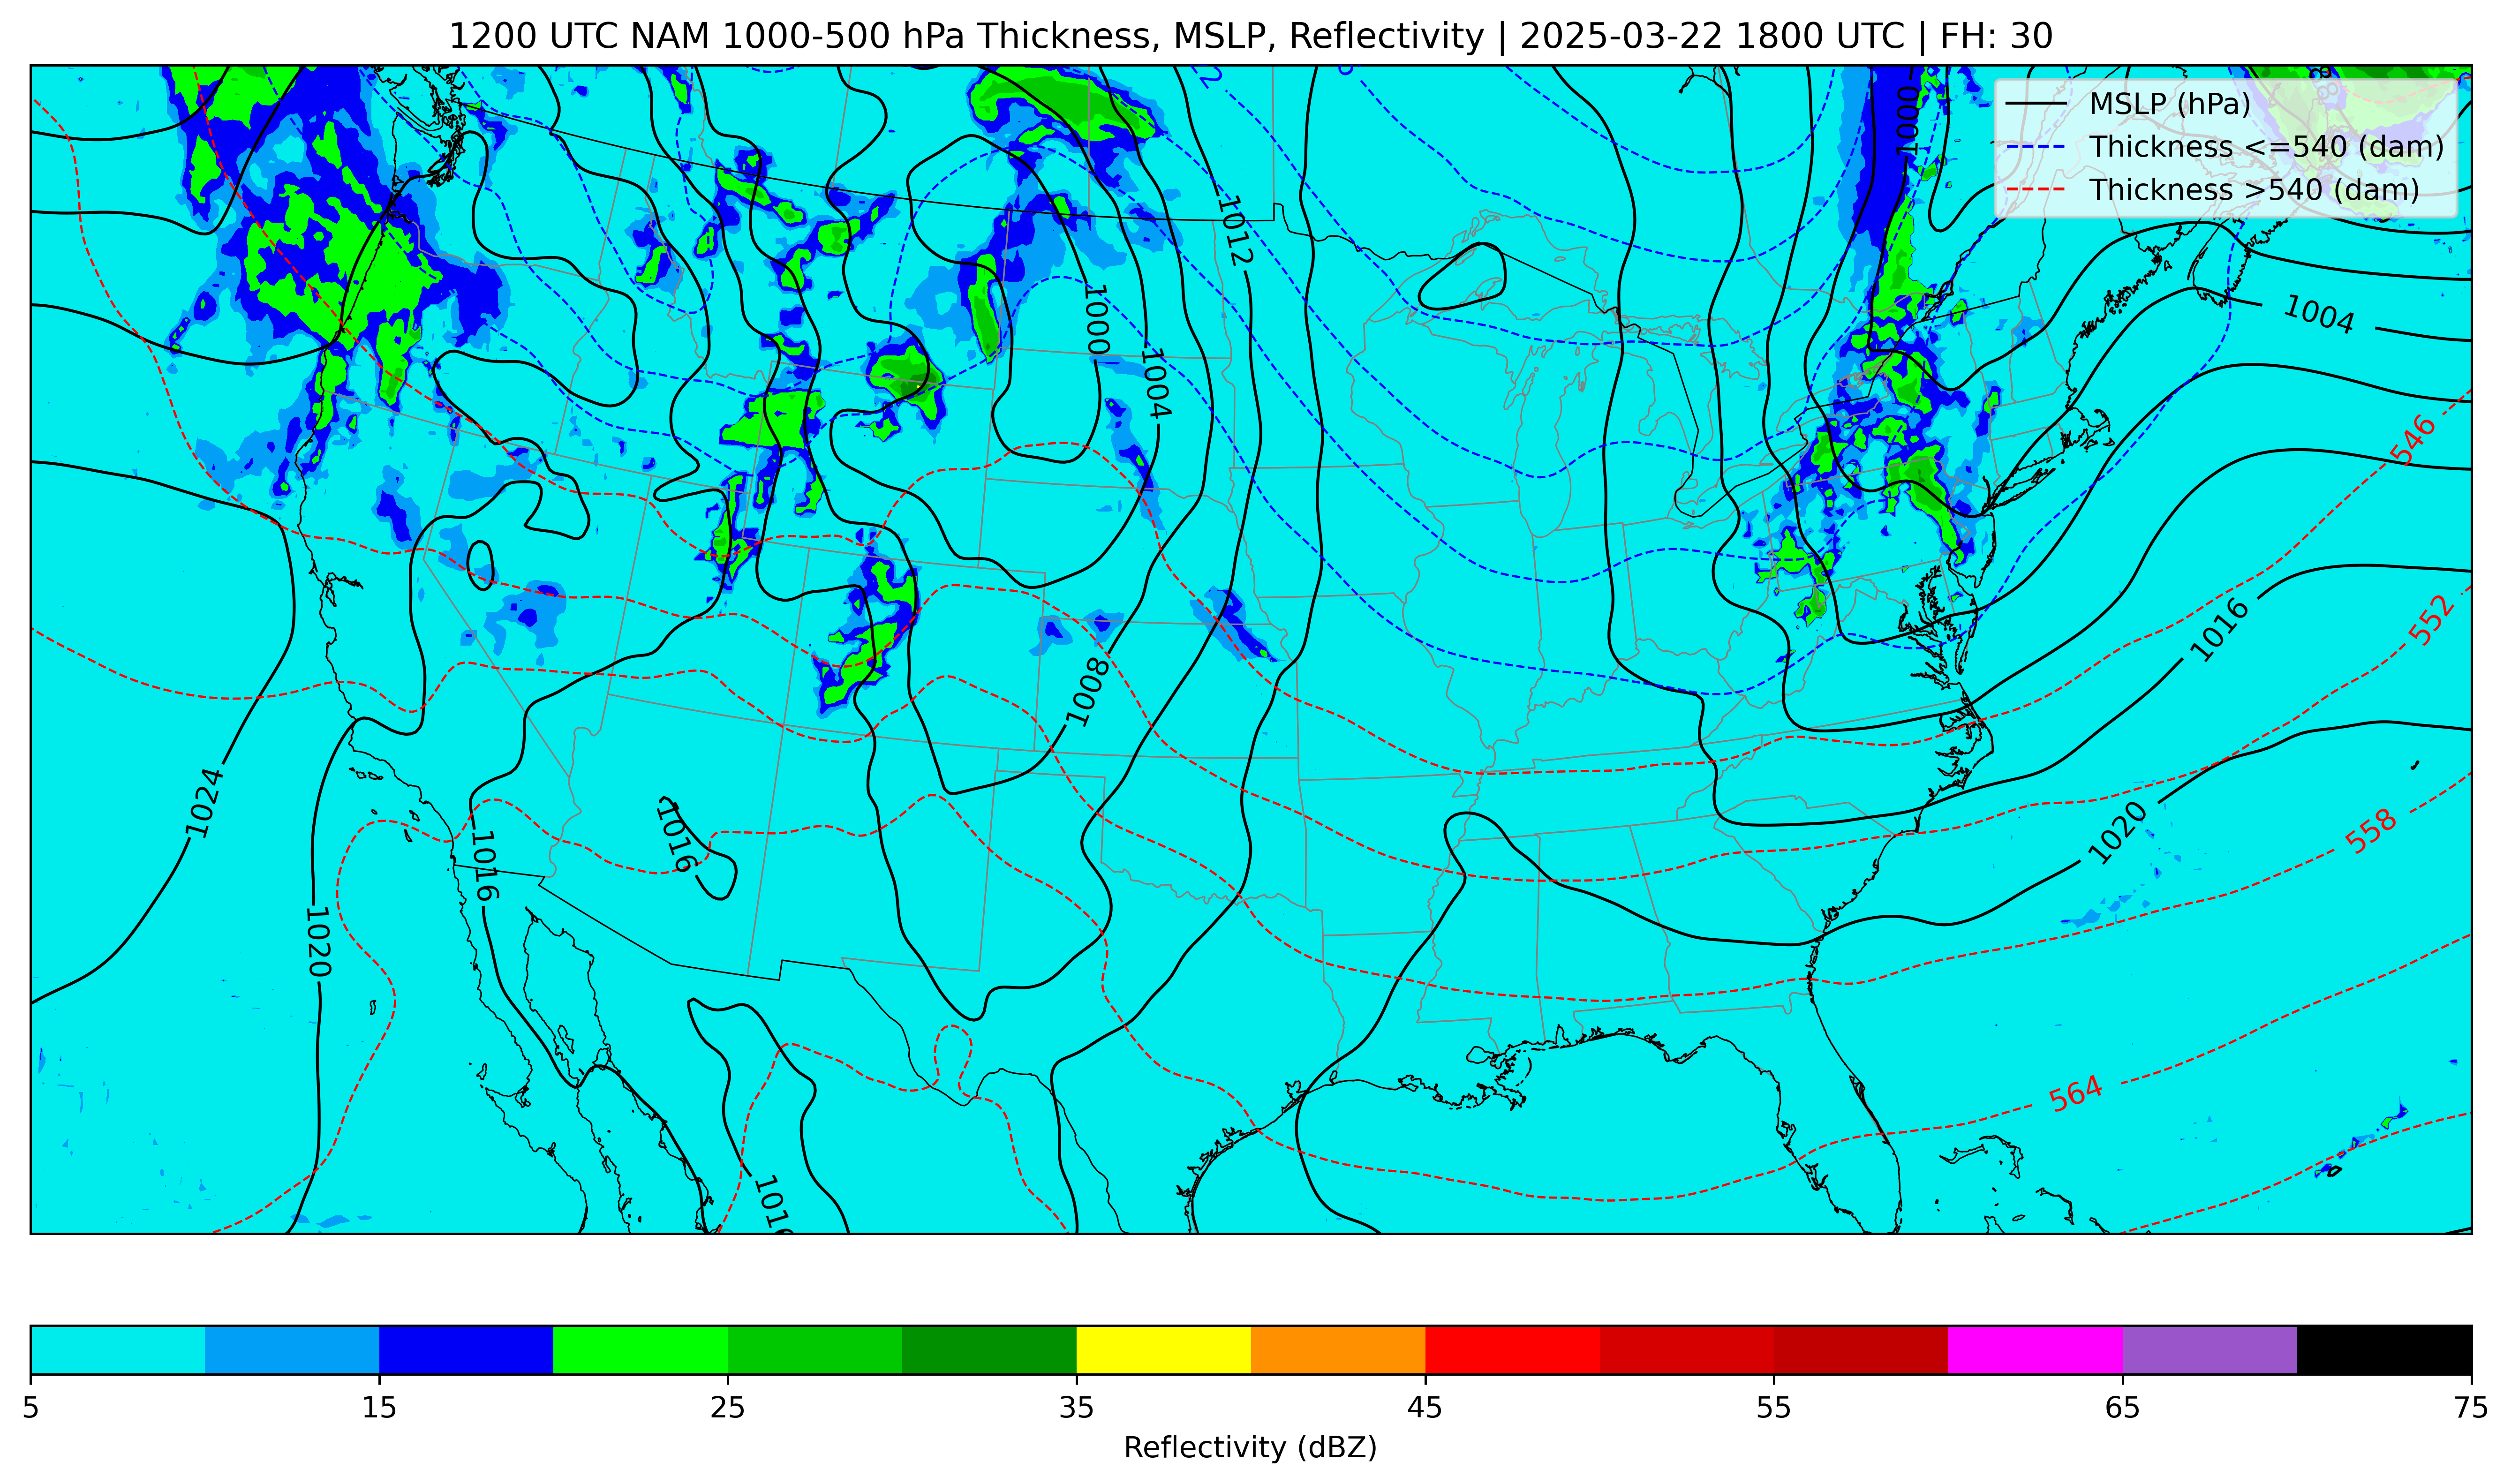 1200 UTC NAM 1000-500 hPa Thickness, MSLP, Reflectivity | 2025-03-22 1800 UTC | FH: 30
MSLP (hPa)
Thickness <=540 (dam)
Thickness >540 (dam)
1000
1012
1000
1004
1004
546
552
1016
1008
1024
1016
1016
1020
558
1020
564
1016
5 15 25 35 45 55 65 75
Reflectivity (dBZ)